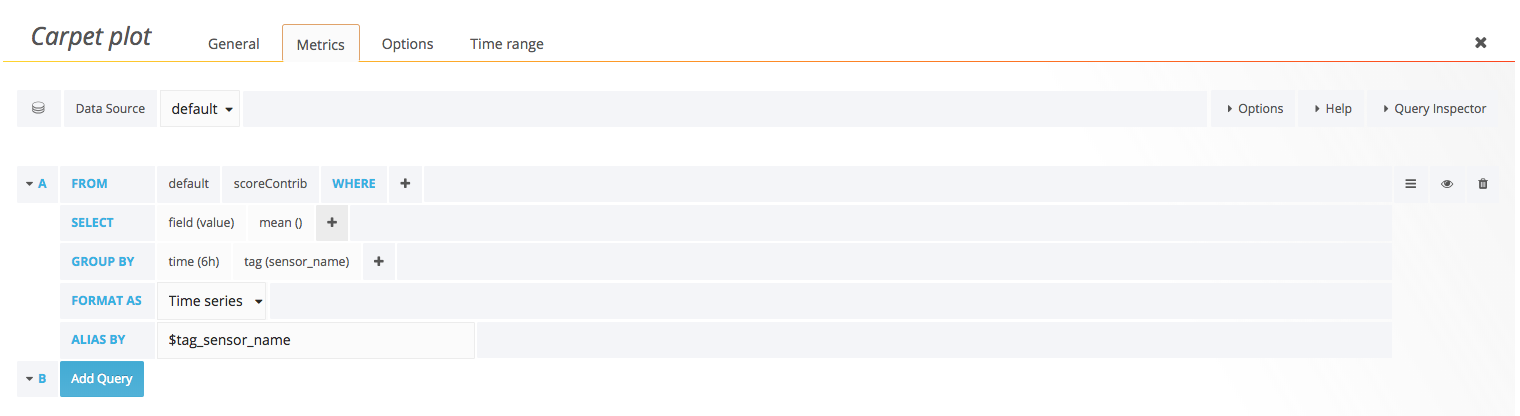 Carpet plot General Metrics Options Time range
Data Source default Options Help Query Inspector
A FROM default scoreContrib WHERE
SELECT field (value) mean ()
GROUP BY time (6h) tag (sensor_name)
FORMAT AS Time series
ALIAS BY $tag_sensor_name
B Add Query